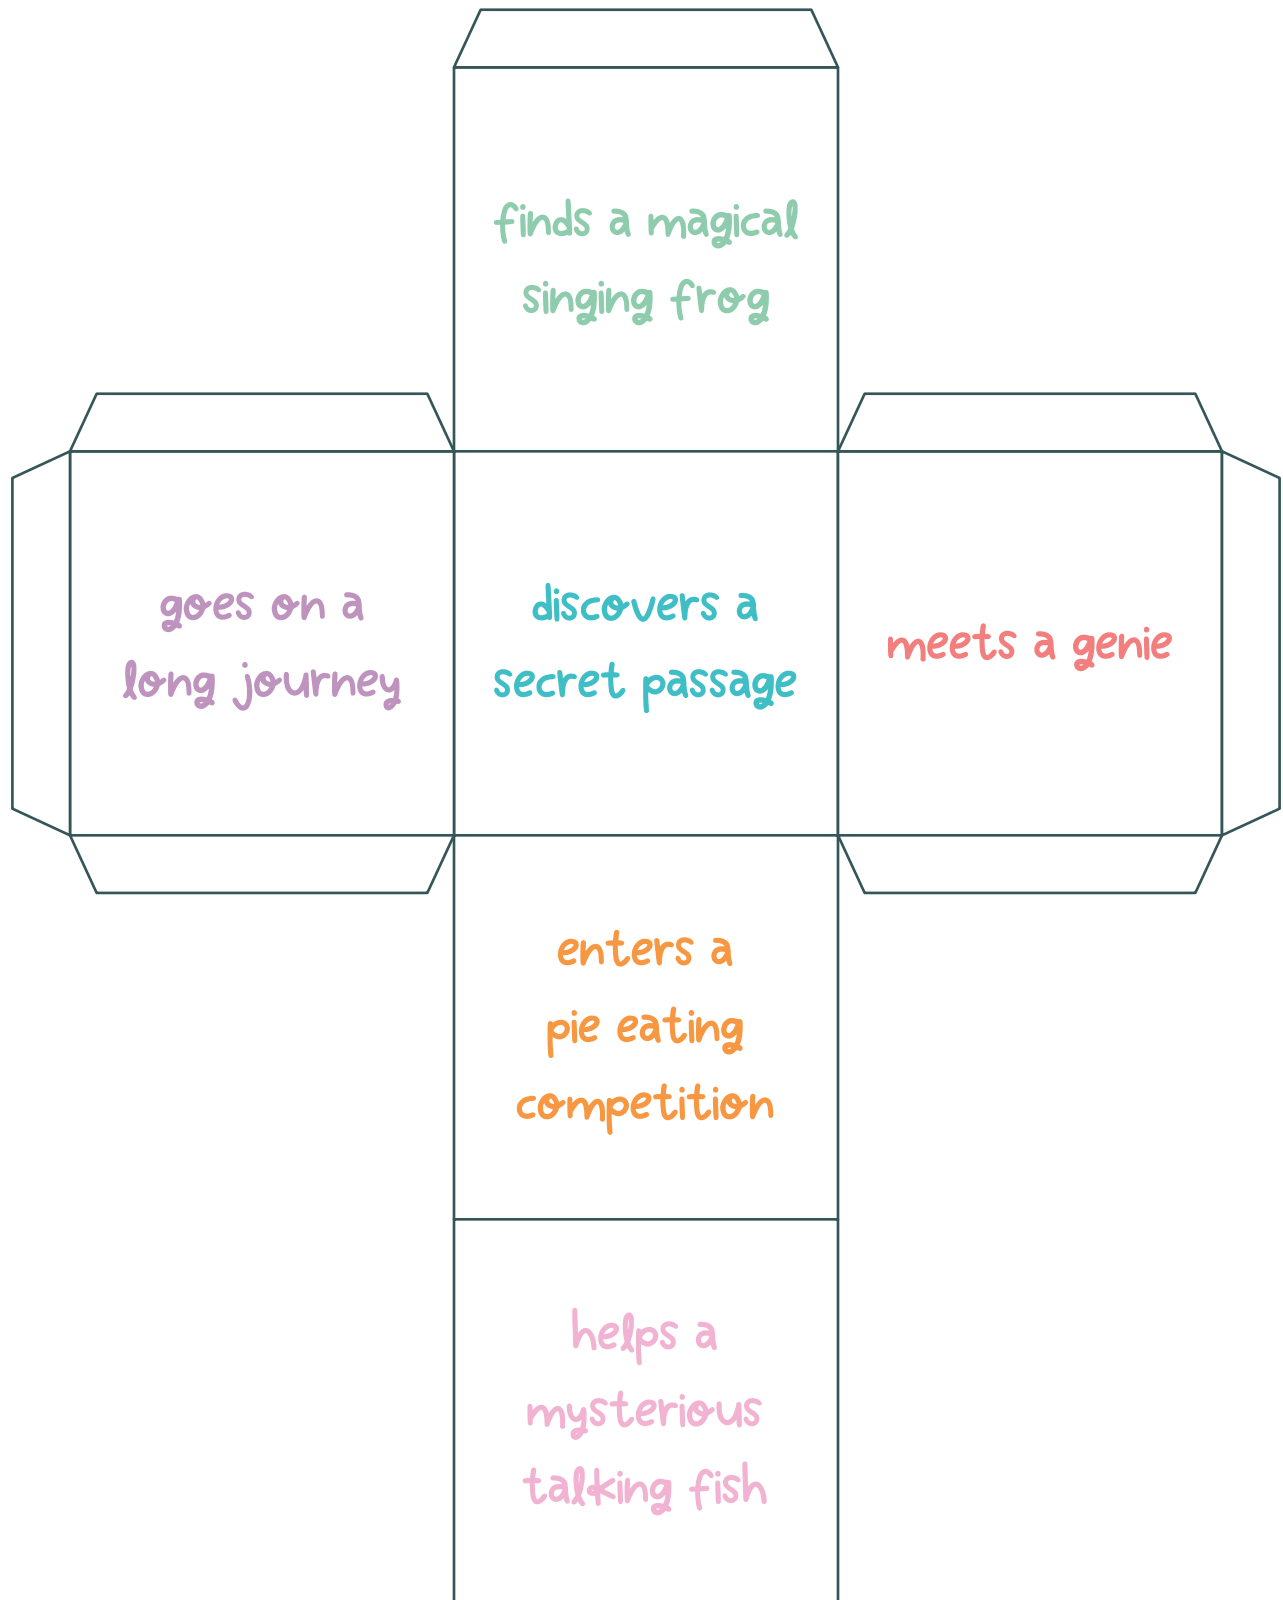 finds a magical
singing frog
goes on a
long journey
discovers a
secret passage
meets a genie
enters a
pie eating
competition
helps a
mysterious
talking fish